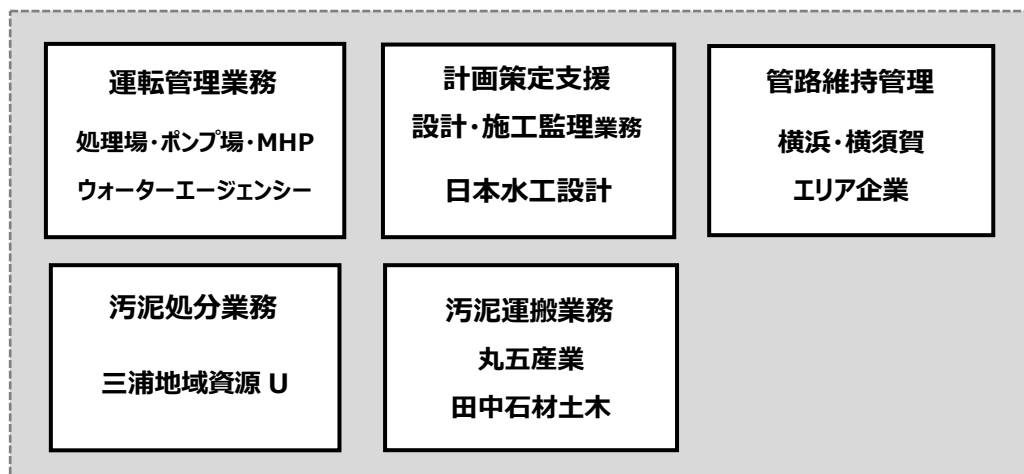 運転管理業務
処理場・ポンプ場・MHP
ウォーターエージェンシー
計画策定支援
設計・施工監理業務
日本水工設計
管路維持管理
横浜・横須賀
エリア企業
汚泥処分業務
三浦地域資源 U
汚泥運搬業務
丸五産業
田中石材土木